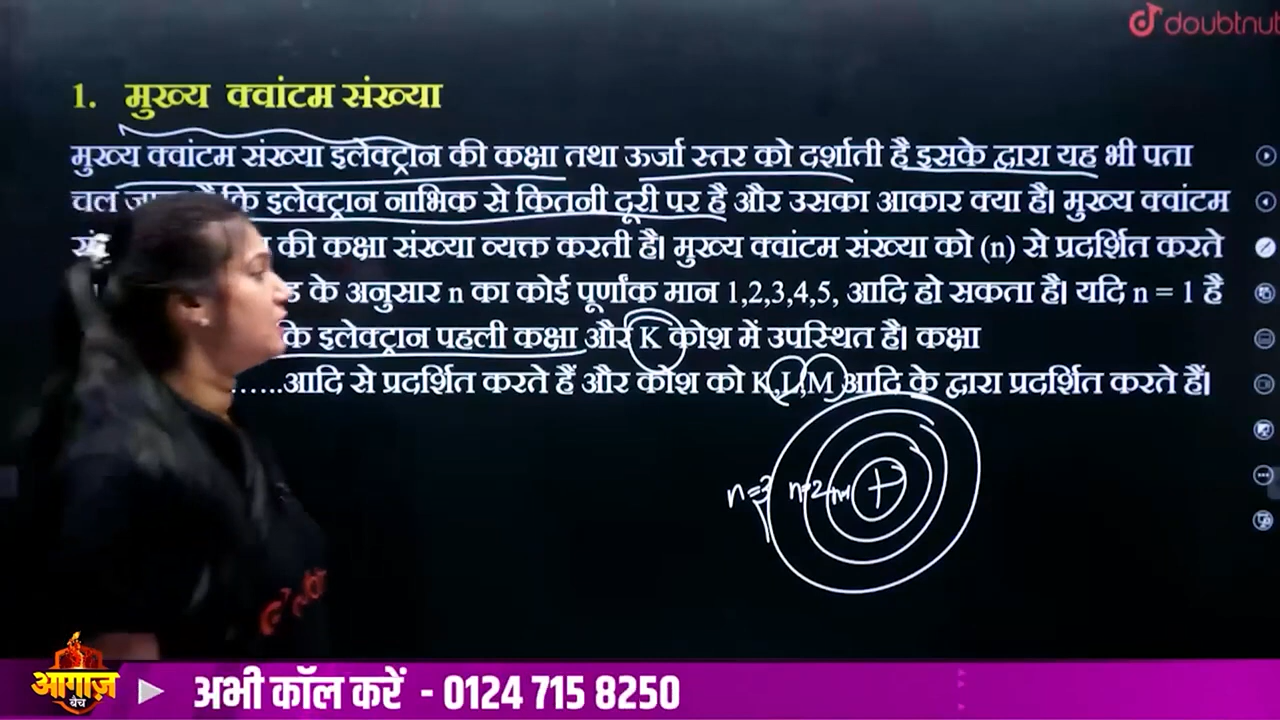 doubtnut
1. मुख्य क्वांटम संख्या
मुख्य क्वांटम संख्या इलेक्ट्रान की कक्षा तथा ऊर्जा स्तर को दर्शाती है इसके द्वारा यह भी पता
चल कि इलेक्ट्रान नाभिक से कितनी दूरी पर है और उसका आकार क्या है। मुख्य क्वांटम
की कक्षा संख्या व्यक्त करती है। मुख्य क्वांटम संख्या को (n) से प्रदर्शित करते
के अनुसार n का कोई पूर्णांक मान 1,2,3,4,5, आदि हो सकता है। यदि n = 1 है
कि इलेक्ट्रान पहली कक्षा और K कोश में उपस्थित है। कक्षा
......आदि से प्रदर्शित करते हैं और कोश को K,L,M आदि के द्वारा प्रदर्शित करते हैं।
n=3 n=2 +
आगाज़
बैच
अभी कॉल करें - 0124 715 8250